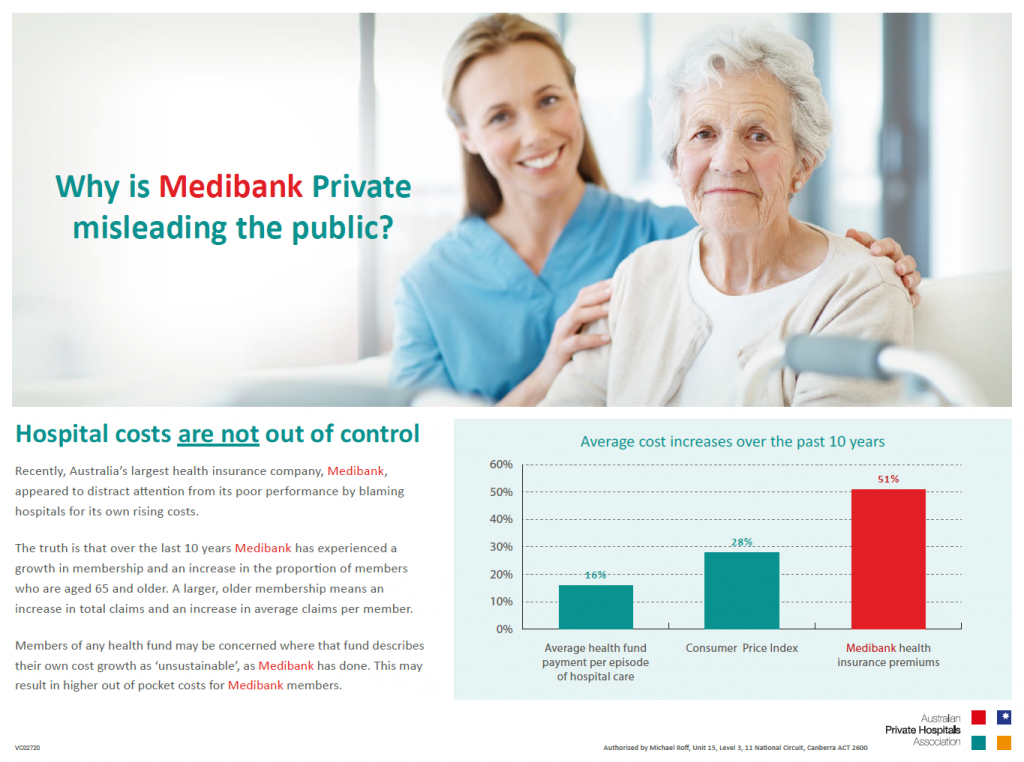 Why is Medibank Private
misleading the public?
Hospital costs are not out of control
Recently, Australia's largest health insurance company, Medibank,
appeared to distract attention from its poor performance by blaming
hospitals for its own rising costs.
The truth is that over the last 10 years Medibank has experienced a
growth in membership and an increase in the proportion of members
who are aged 65 and older. A larger, older membership means an
increase in total claims and an increase in average claims per member.
Members of any health fund may be concerned where that fund describes
their own cost growth as ‘unsustainable’, as Medibank has done. This may
result in higher out of pocket costs for Medibank members.
Average cost increases over the past 10 years
60%
50%
40%
30%
20%
10%
0%
16%
28%
51%
Average health fund
payment per episode
of hospital care
Consumer Price Index
Medibank health
insurance premiums
VC02720
Authorised by Michael Roff, Unit 15, Level 3, 11 National Circuit, Canberra ACT 2600
Australian
Private Hospitals
Association